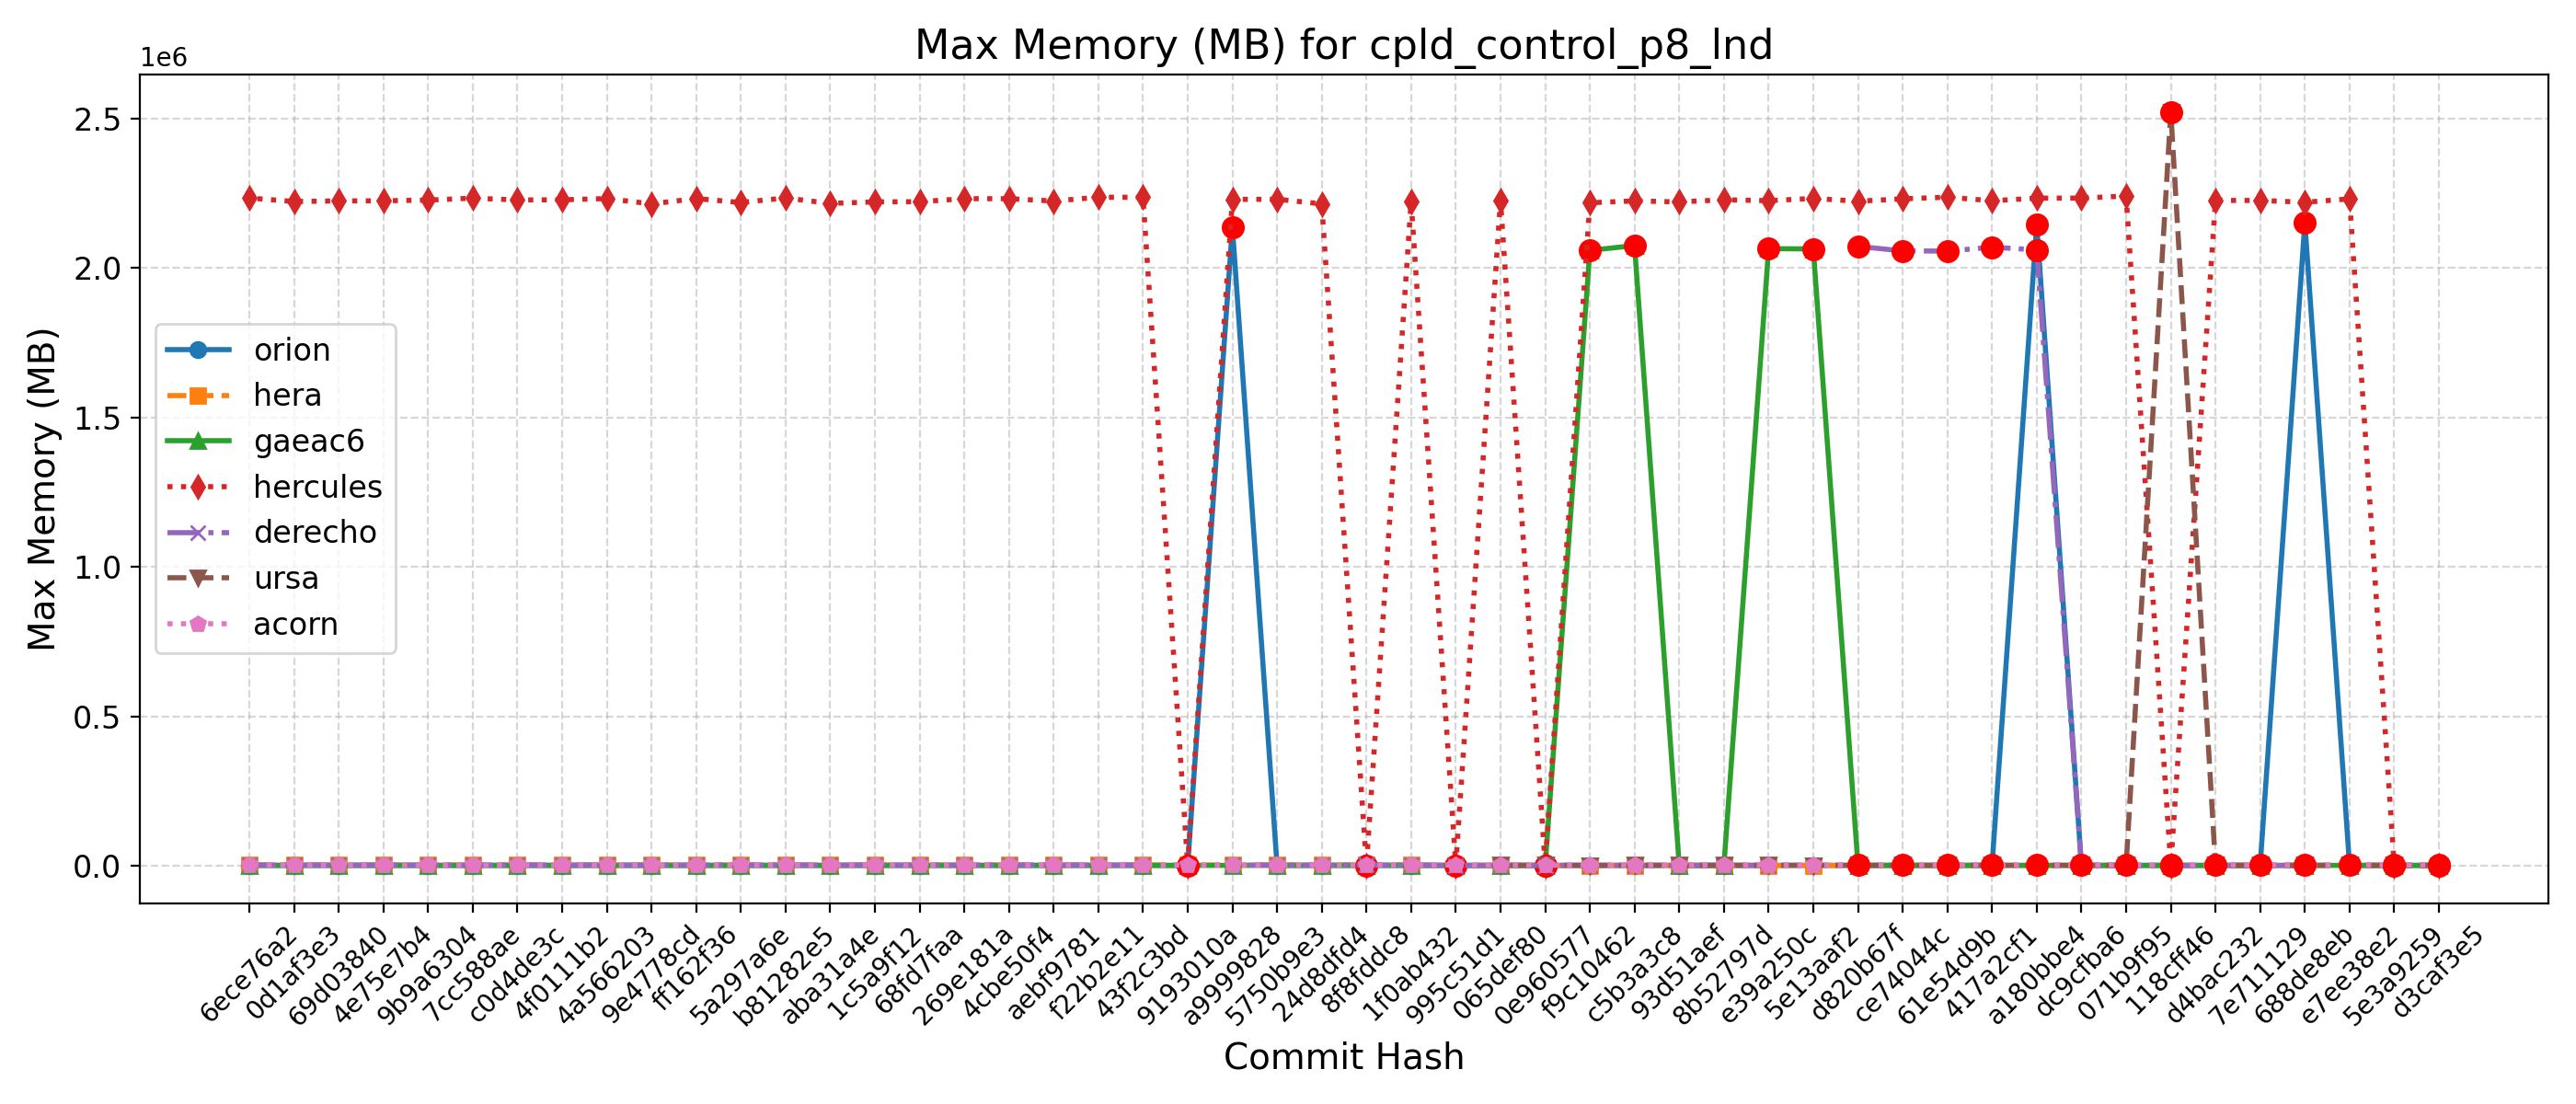 Max Memory (MB) for cpld_control_p8_lnd
1e6
2.5
2.0
1.5
1.0
0.5
0.0
Max Memory (MB)
orion
hera
gaeac6
hercules
derecho
ursa
acorn
6ece76a2
0d1af3e3
69d03840
4e75e7b4
9b9a6304
7cc588ae
c0d4de3c
4f0111b2
4a566203
9e4778cd
ff162f36
5a297a6e
b81282e5
aba31a4e
1c5a9f12
68fd7faa
269e181a
4cbe50f4
aebf9781
f22b2e11
43f2c3bd
9193010a
a9999828
5750b9e3
24d8dfd4
8f8fddc8
1f0ab432
995c51d1
065def80
0e960577
f9c10462
c5b3a3c8
93d51aef
8b52797d
e39a250c
5e13aaf2
d820b67f
ce74044c
61e54d9b
417a2cf1
a180bbe4
dc9cfba6
071b9f95
118cff46
d4bac232
7e711129
688de8eb
e7ee38e2
5e3a9259
d3caf3e5
Commit Hash